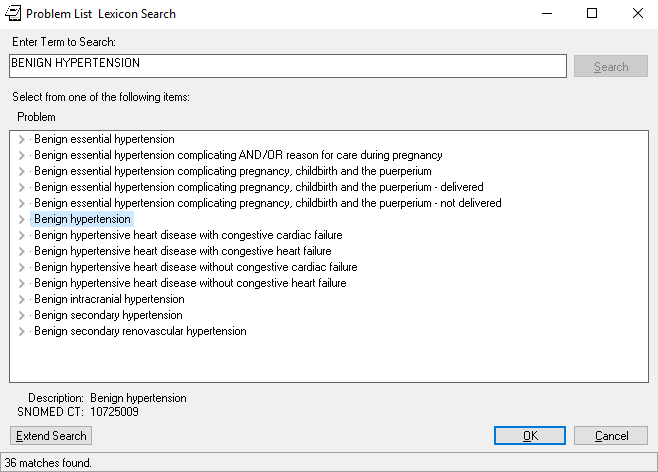 Problem List  Lexicon Search
Enter Term to Search:
BENIGN HYPERTENSION
Search
Select from one of the following items:
Problem
Benign essential hypertension
Benign essential hypertension complicating AND/OR reason for care during pregnancy
Benign essential hypertension complicating pregnancy, childbirth and the puerperium
Benign essential hypertension complicating pregnancy, childbirth and the puerperium - delivered
Benign essential hypertension complicating pregnancy, childbirth and the puerperium - not delivered
Benign hypertension
Benign hypertensive heart disease with congestive cardiac failure
Benign hypertensive heart disease with congestive heart failure
Benign hypertensive heart disease without congestive cardiac failure
Benign hypertensive heart disease without congestive heart failure
Benign intracranial hypertension
Benign secondary hypertension
Benign secondary renovascular hypertension
Description: Benign hypertension
SNOMED CT: 10725009
Extend Search
OK
Cancel
36 matches found.